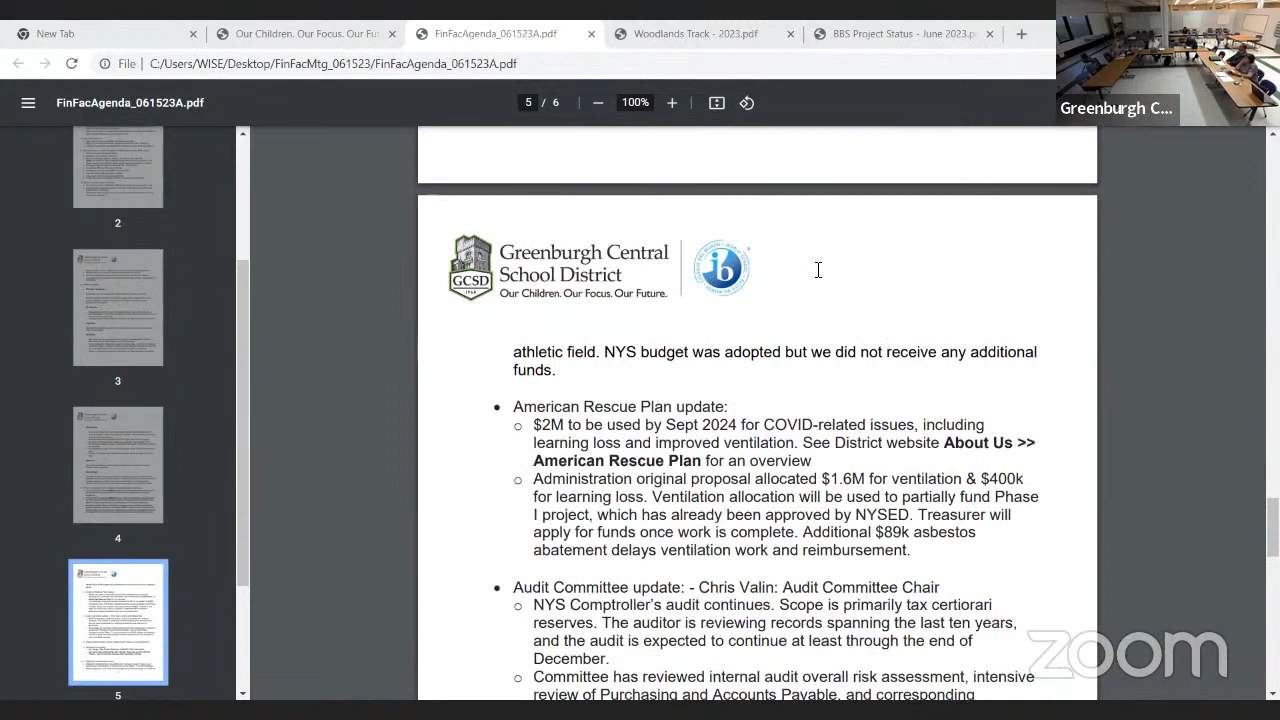 New Tab
Our Children. Our Focus. Our Fu
FinFacAgenda_061523A.pdf
Woodlands Track - 2023.pdf
BBS Project Status - June 2023.p
File C:/Users/WISE/Desktop/FinFacMtg_061523/FinFacAgenda_061523A.pdf
Greenburgh C...
FinFacAgenda_061523A.pdf
5 / 6
100%
2
3
4
5
Greenburgh Central
School District
Our Children. Our Focus. Our Future.
GCSD
ib
athletic field. NYS budget was adopted but we did not receive any additional
funds.
• American Rescue Plan update:
○ $2M to be used by Sept 2024 for COVID-related issues, including
learning loss and improved ventilation. See District website About Us >>
American Rescue Plan for an overview
○ Administration original proposal allocated $1.6M for ventilation & $400k
for learning loss. Ventilation allocation will be used to partially fund Phase
I project, which has already been approved by NYSED. Treasurer will
apply for funds once work is complete. Additional $89k asbestos
abatement delays ventilation work and reimbursement.
• Audit Committee update: - Chris Valin: Audit Committee Chair
○ NYS Comptroller's audit continues. Scope is primarily tax certiorari
reserves. The auditor is reviewing records spanning the last ten years,
and the audit is expected to continue at least through the end of
December.
○ Committee has reviewed internal audit overall risk assessment, intensive
review of Purchasing and Accounts Payable, and corresponding
zoom